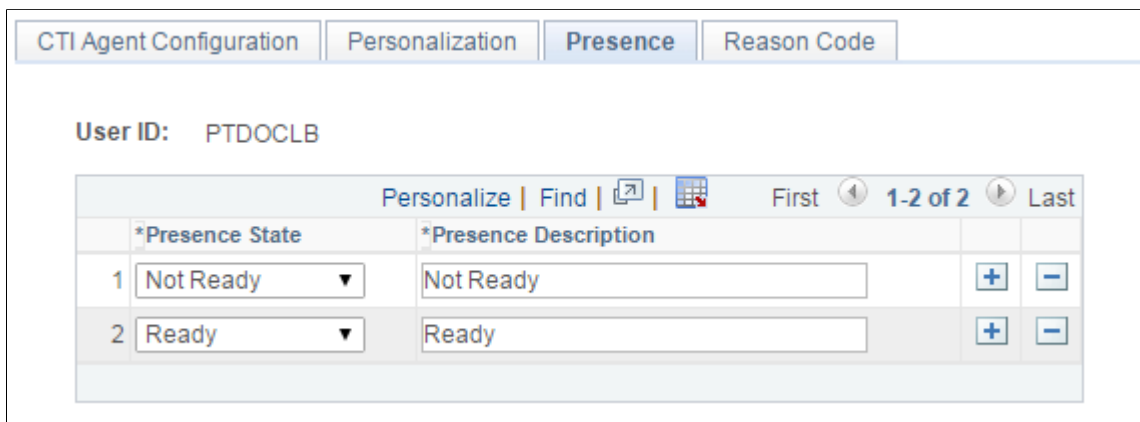 CTI Agent Configuration Personalization Presence Reason Code
User ID: PTDOCLB
Personalize | Find | | First 1-2 of 2 Last
*Presence State *Presence Description
1 Not Ready Not Ready
2 Ready Ready